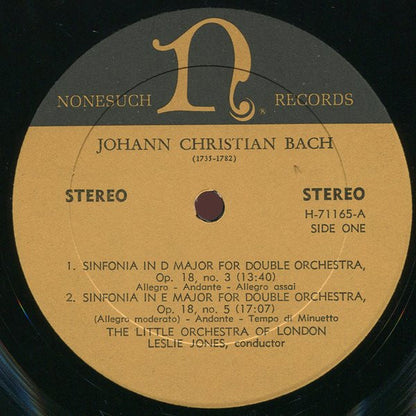 n
NONESUCH RECORDS
JOHANN CHRISTIAN BACH
(1735-1782)
STEREO STEREO
H-71165-A
SIDE ONE
1. SINFONIA IN D MAJOR FOR DOUBLE ORCHESTRA,
Op. 18, no. 3 (13:40)
Allegro - Andante - Allegro assai
2. SINFONIA IN E MAJOR FOR DOUBLE ORCHESTRA,
Op. 18, no. 5 (17:07)
(Allegro moderato) - Andante - Tempo di Minuetto
THE LITTLE ORCHESTRA OF LONDON
LESLIE JONES, conductor